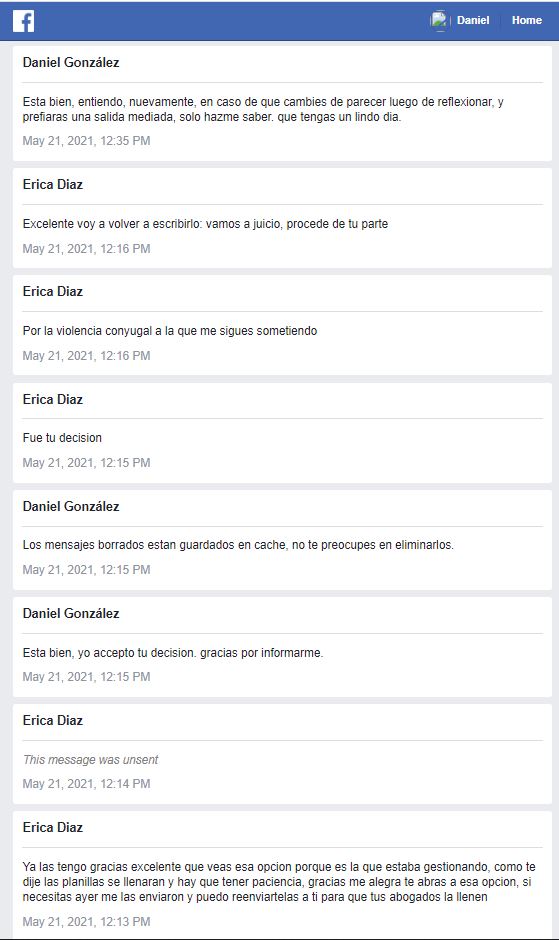 Daniel Home
Daniel González
Esta bien, entiendo, nuevamente, en caso de que cambies de parecer luego de reflexionar, y
prefiaras una salida mediada, solo hazme saber. que tengas un lindo dia.
May 21, 2021, 12:35 PM
Erica Diaz
Excelente voy a volver a escribirlo: vamos a juicio, procede de tu parte
May 21, 2021, 12:16 PM
Erica Diaz
Por la violencia conyugal a la que me sigues sometiendo
May 21, 2021, 12:16 PM
Erica Diaz
Fue tu decision
May 21, 2021, 12:15 PM
Daniel González
Los mensajes borrados estan guardados en cache, no te preocupes en eliminarlos.
May 21, 2021, 12:15 PM
Daniel González
Esta bien, yo accepto tu decision. gracias por informarme.
May 21, 2021, 12:15 PM
Erica Diaz
This message was unsent
May 21, 2021, 12:14 PM
Erica Diaz
Ya las tengo gracias excelente que veas esa opcion porque es la que estaba gestionando, como te
dije las planillas se llenaran y hay que tener paciencia, gracias me alegra te abras a esa opcion, si
necesitas ayer me las enviaron y puedo reenviartelas a ti para que tus abogados la llenen
May 21, 2021, 12:13 PM